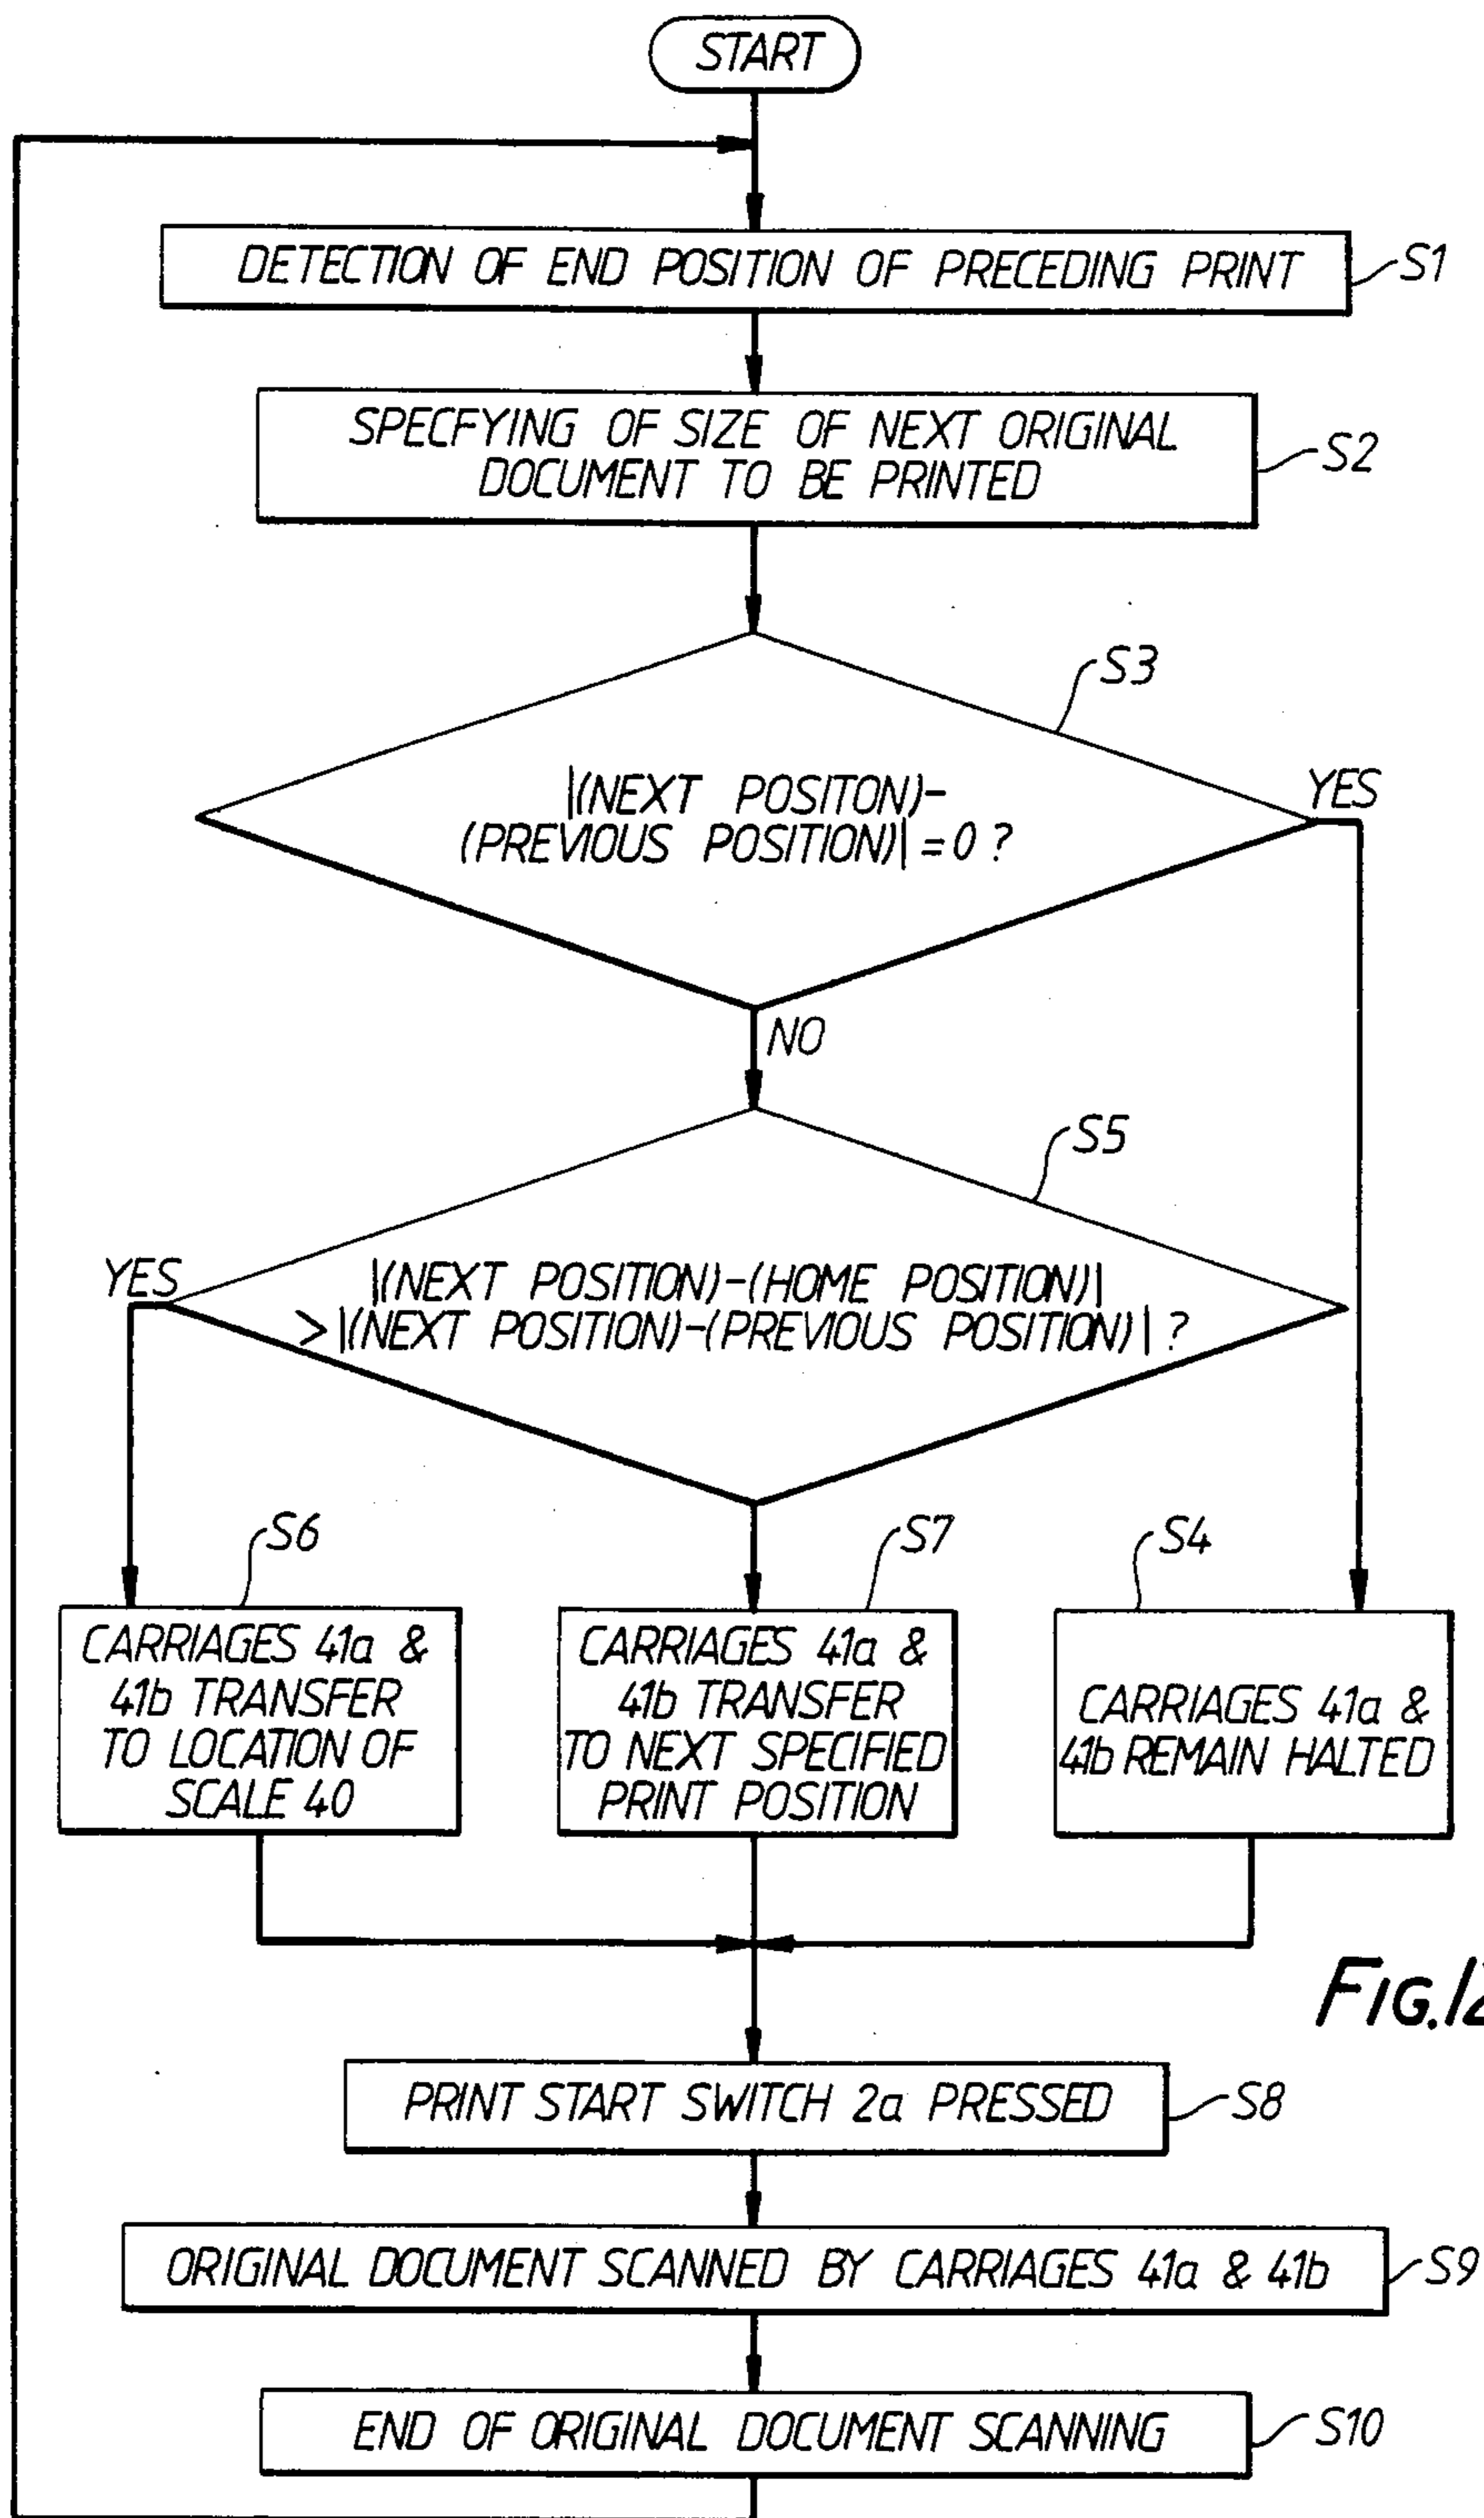 START
DETECTION OF END POSITION OF PRECEDING PRINT
S1
SPECFYING OF SIZE OF NEXT ORIGINAL
DOCUMENT TO BE PRINTED
S2
S3
|(NEXT POSITON)-
(PREVIOUS POSITION)| =0 ?
YES
NO
S5
YES
|(NEXT POSITION)-(HOME POSITION)|
>|(NEXT POSITION)-(PREVIOUS POSITION)| ?
S6
CARRIAGES 41a &
41b TRANSFER
TO LOCATION OF
SCALE 40
S7
CARRIAGES 41a &
41b TRANSFER
TO NEXT SPECIFIED
PRINT POSITION
S4
CARRIAGES 41a &
41b REMAIN HALTED
FIG.12
PRINT START SWITCH 2a PRESSED
S8
ORIGINAL DOCUMENT SCANNED BY CARRIAGES 41a & 41b
S9
END OF ORIGINAL DOCUMENT SCANNING
S10